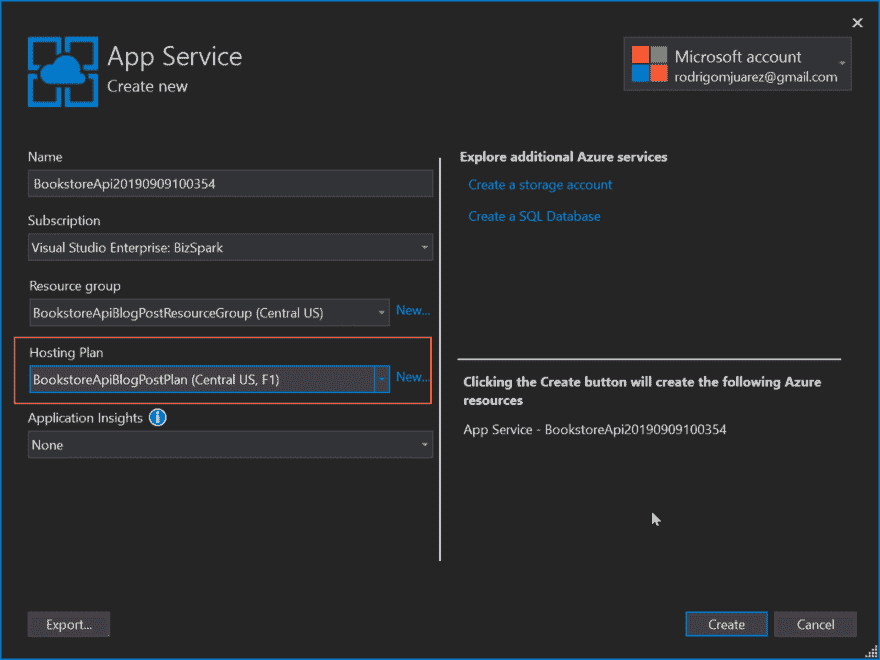 App Service
Create new
Microsoft account
rodrigomjuarez@gmail.com
Name
BookstoreApi20190909100354
Subscription
Visual Studio Enterprise: BizSpark
Resource group
BookstoreApiBlogPostResourceGroup (Central US)
New...
Hosting Plan
BookstoreApiBlogPostPlan (Central US, F1)
New...
Application Insights
None
Explore additional Azure services
Create a storage account
Create a SQL Database
Clicking the Create button will create the following Azure
resources
App Service - BookstoreApi20190909100354
Export...
Create
Cancel